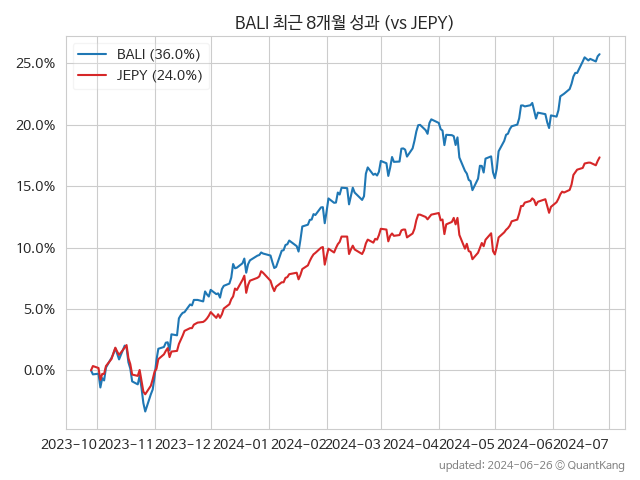 BALI 최근 8개월 성과 (vs JEPY)
BALI (36.0%)
JEPY (24.0%)
25.0%
20.0%
15.0%
10.0%
5.0%
0.0%
2023-10 2023-11 2023-12 2024-01 2024-02 2024-03 2024-04 2024-05 2024-06 2024-07
updated: 2024-06-26 © QuantKang